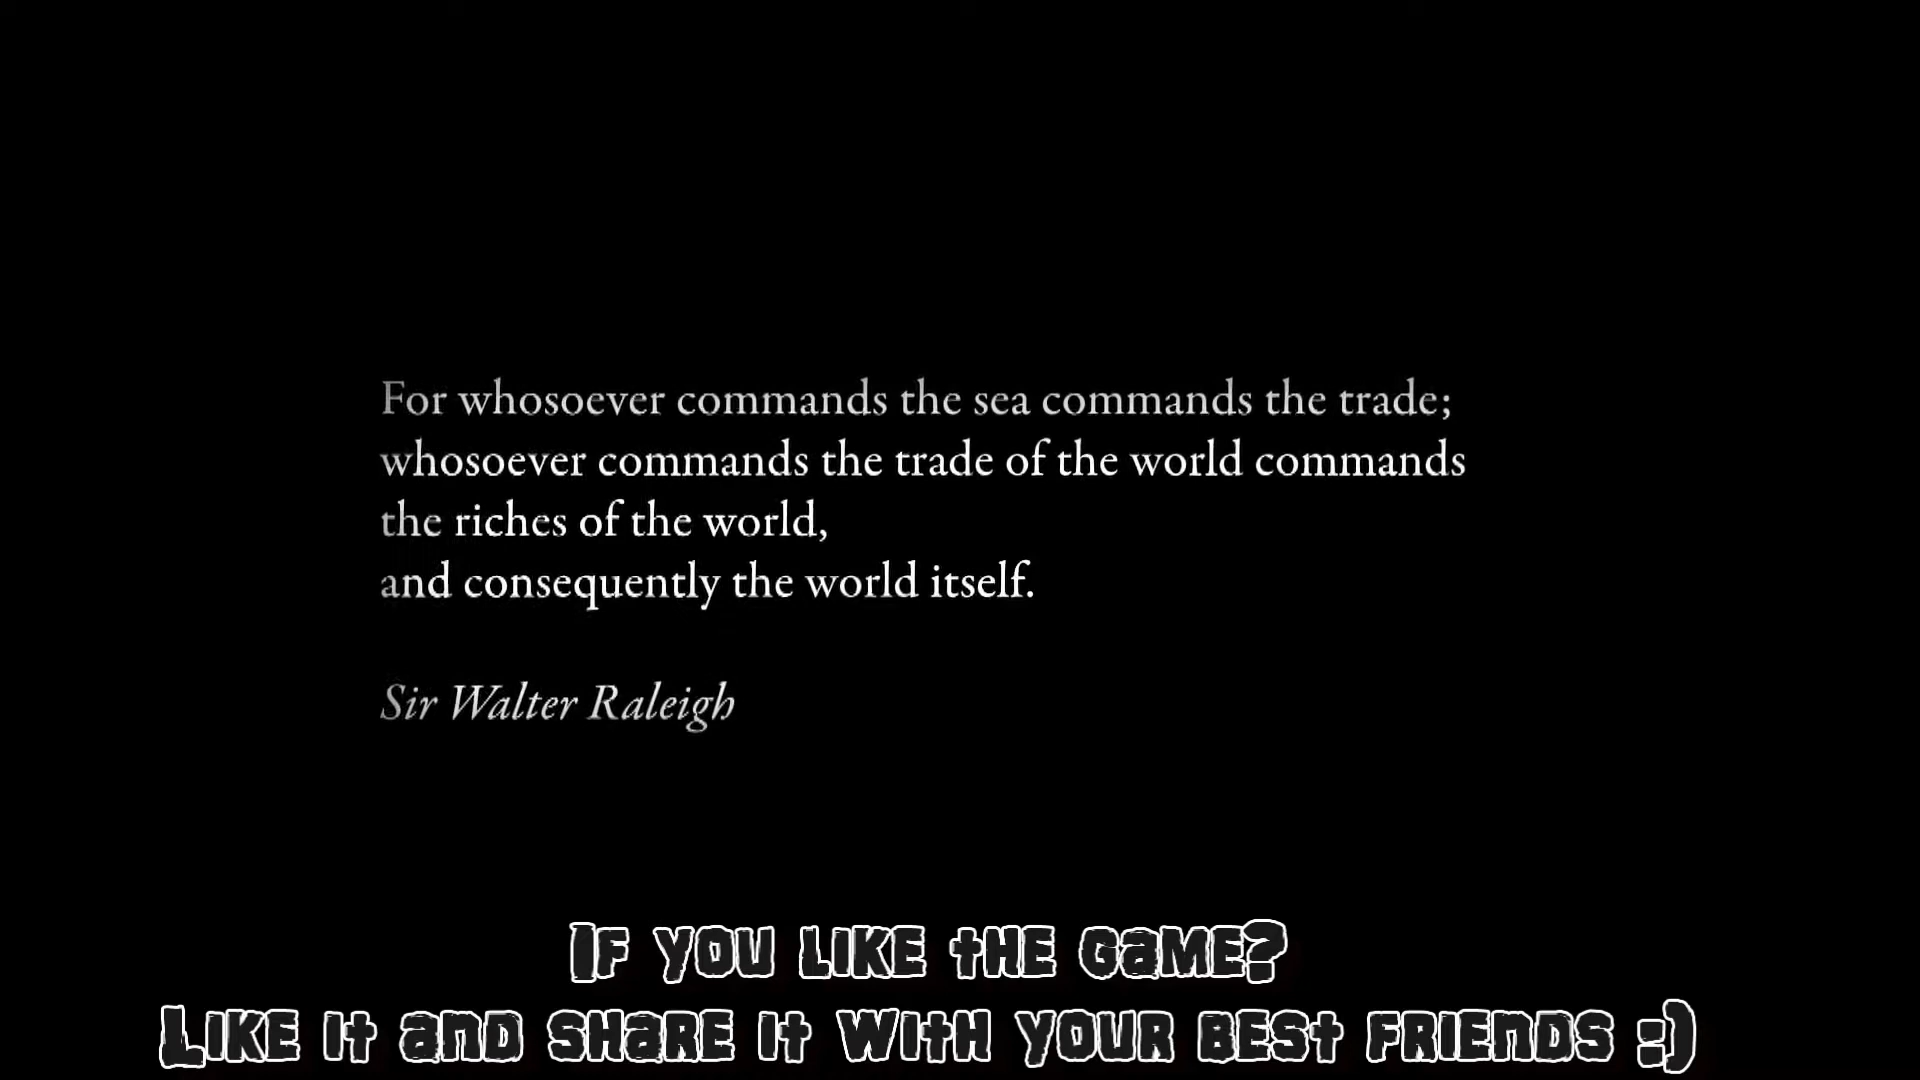 For whosoever commands the sea commands the trade;
whosoever commands the trade of the world commands
the riches of the world,
and consequently the world itself.
Sir Walter Raleigh
If you like the game?
Like it and share it with your best friends :)